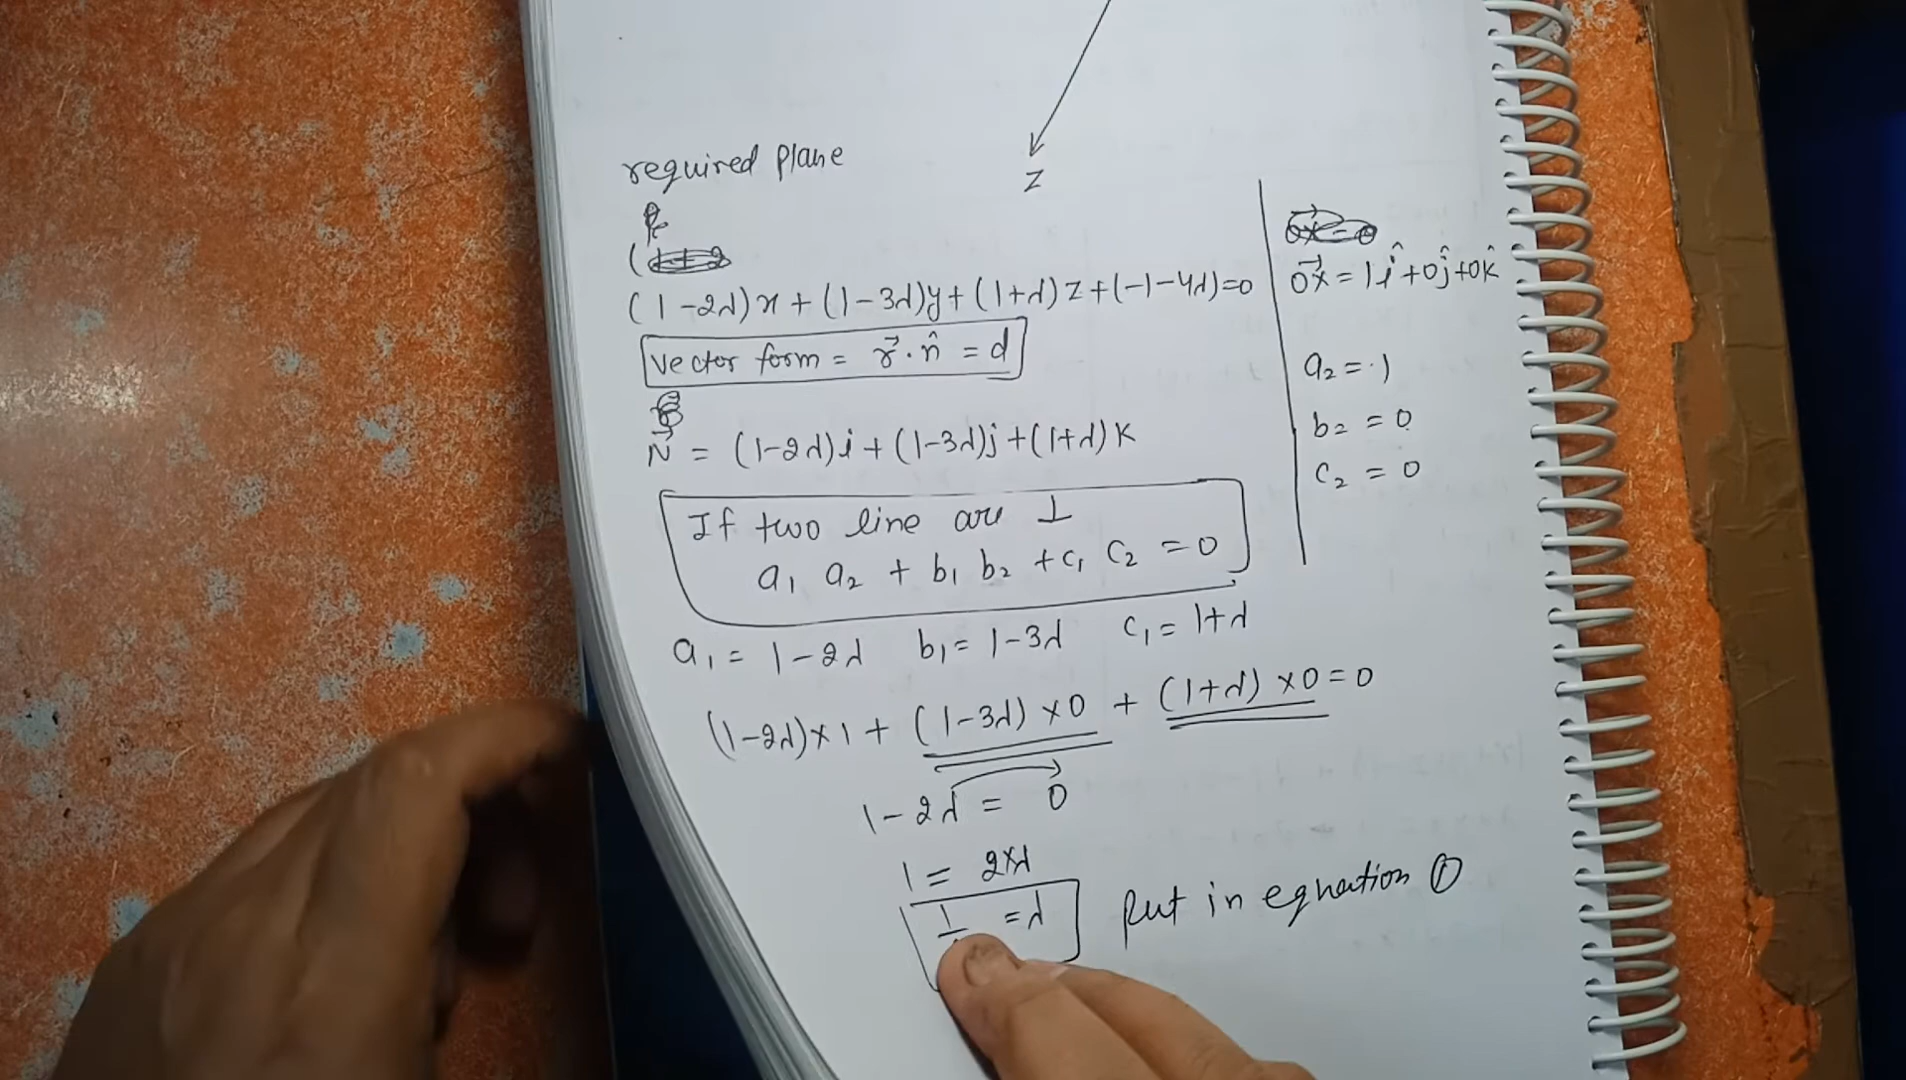 Z
required plane
(1-2λ)x + (1-3λ)y + (1+λ)z + (-1-4λ)=0
vector form = r⃗ . n̂ = d
N⃗ = (1-2λ)i + (1-3λ)j + (1+λ)k
If two line are ⊥
a₁ a₂ + b₁ b₂ + c₁ c₂ = 0
a₁ = 1-2λ b₁ = 1-3λ c₁ = 1+λ
(1-2λ)×1 + (1-3λ)×0 + (1+λ)×0 = 0
1-2λ = 0
1 = 2×λ
= λ put in equation ①
0x⃗ = 1î + 0ĵ + 0k̂
a₂ = 1
b₂ = 0
c₂ = 0